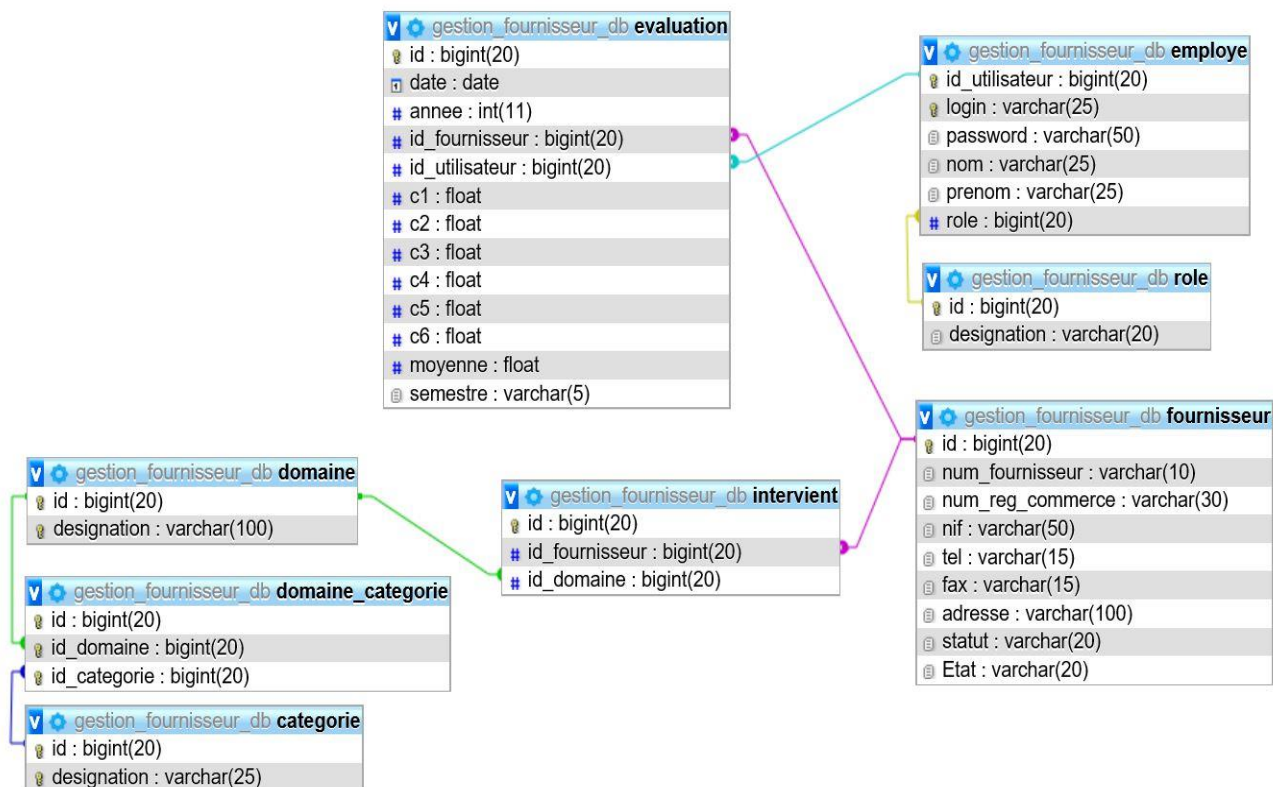 gestion_fournisseur_db evaluation
id : bigint(20)
date : date
annee : int(11)
id_fournisseur : bigint(20)
id_utilisateur : bigint(20)
c1 : float
c2 : float
c3 : float
c4 : float
c5 : float
c6 : float
moyenne : float
semestre : varchar(5)
gestion_fournisseur_db employe
id_utilisateur : bigint(20)
login : varchar(25)
password : varchar(50)
nom : varchar(25)
prenom : varchar(25)
role : bigint(20)
gestion_fournisseur_db role
id : bigint(20)
designation : varchar(20)
gestion_fournisseur_db fournisseur
id : bigint(20)
num_fournisseur : varchar(10)
num_reg_commerce : varchar(30)
nif : varchar(50)
tel : varchar(15)
fax : varchar(15)
adresse : varchar(100)
statut : varchar(20)
Etat : varchar(20)
gestion_fournisseur_db domaine
id : bigint(20)
designation : varchar(100)
gestion_fournisseur_db intervient
id : bigint(20)
id_fournisseur : bigint(20)
id_domaine : bigint(20)
gestion_fournisseur_db domaine_categorie
id : bigint(20)
id_domaine : bigint(20)
id_categorie : bigint(20)
gestion_fournisseur_db categorie
id : bigint(20)
designation : varchar(25)